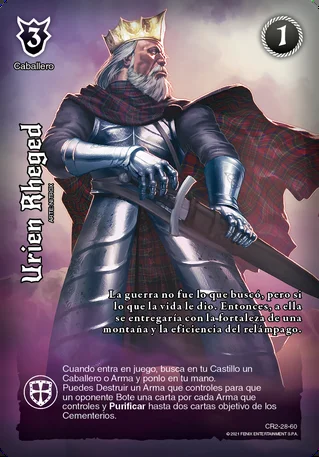 3
1
Caballero
Urien Rheged
ARTE: NERIOX
La guerra no fue lo que buscó, pero sí
lo que la vida le dio. Entonces, a ella
se entregaría con la fortaleza de una
montaña y la eficiencia del relámpago.
Cuando entra en juego, busca en tu Castillo un
Caballero o Arma y ponlo en tu mano.
Puedes Destruir un Arma que controles para que
un oponente Bote una carta por cada Arma que
controles y Purificar hasta dos cartas objetivo de los
Cementerios.
CR2-28-60
© 2021 FENIX ENTERTAINMENT S.P.A.